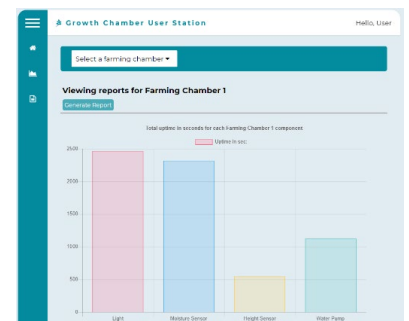 Growth Chamber User Station
Hello, User
Select a farming chamber
Viewing reports for Farming Chamber 1
Generate Report
Total uptime in seconds for each Farming Chamber 1 component
Uptime in sec
2500
2000
1500
1000
500
0
Light
Moisture Sensor
Height Sensor
Water Pump